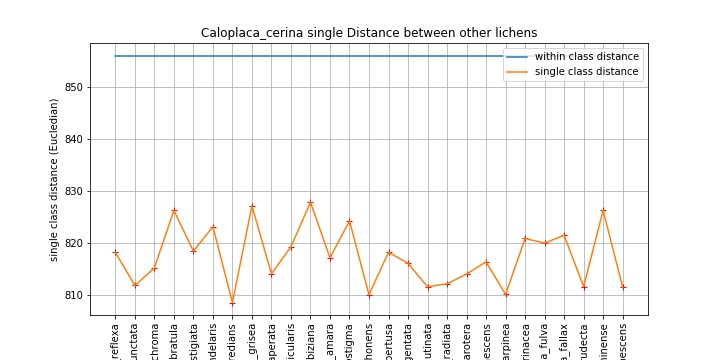 Caloplaca_cerina single Distance between other lichens
within class distance
single class distance
single class distance (Eucledian)
850
840
830
820
810
reflexa
unctata
chroma
bratula
stigiata
delaris
redians
_grisea
aperata
icularis
biziana
_amara
stigma
honens
pertusa
gentata
utinata
radiata
arotera
escens
arpinea
rinacea
a_fulva
a_fallax
rudecta
inense
escens